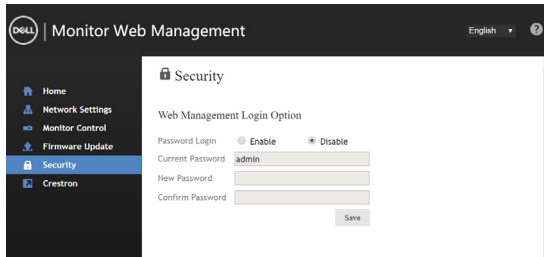 DELL | Monitor Web Management
English
?
Home
Network Settings
Monitor Control
Firmware Update
Security
Crestron
Security
Web Management Login Option
Password Login Enable Disable
Current Password admin
New Password
Confirm Password
Save